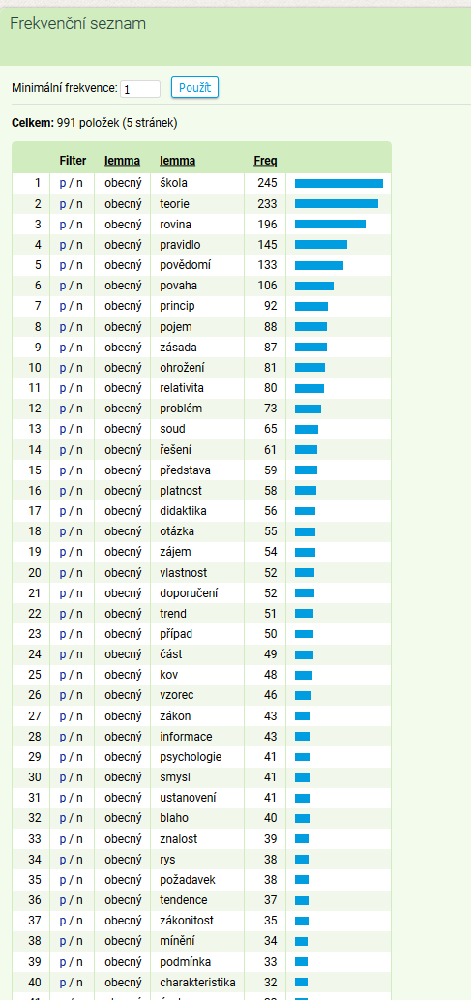 Frekvenční seznam
Minimální frekvence: 1 Použít
Celkem: 991 položek (5 stránek)
Filter lemma lemma Freq
1 p / n obecný škola 245
2 p / n obecný teorie 233
3 p / n obecný rovina 196
4 p / n obecný pravidlo 145
5 p / n obecný povědomí 133
6 p / n obecný povaha 106
7 p / n obecný princip 92
8 p / n obecný pojem 88
9 p / n obecný zásada 87
10 p / n obecný ohrožení 81
11 p / n obecný relativita 80
12 p / n obecný problém 73
13 p / n obecný soud 65
14 p / n obecný řešení 61
15 p / n obecný představa 59
16 p / n obecný platnost 58
17 p / n obecný didaktika 56
18 p / n obecný otázka 55
19 p / n obecný zájem 54
20 p / n obecný vlastnost 52
21 p / n obecný doporučení 52
22 p / n obecný trend 51
23 p / n obecný případ 50
24 p / n obecný část 49
25 p / n obecný kov 48
26 p / n obecný vzorec 46
27 p / n obecný zákon 43
28 p / n obecný informace 43
29 p / n obecný psychologie 41
30 p / n obecný smysl 41
31 p / n obecný ustanovení 41
32 p / n obecný blaho 40
33 p / n obecný znalost 39
34 p / n obecný rys 38
35 p / n obecný požadavek 38
36 p / n obecný tendence 37
37 p / n obecný zákonitost 35
38 p / n obecný mínění 34
39 p / n obecný podmínka 33
40 p / n obecný charakteristika 32